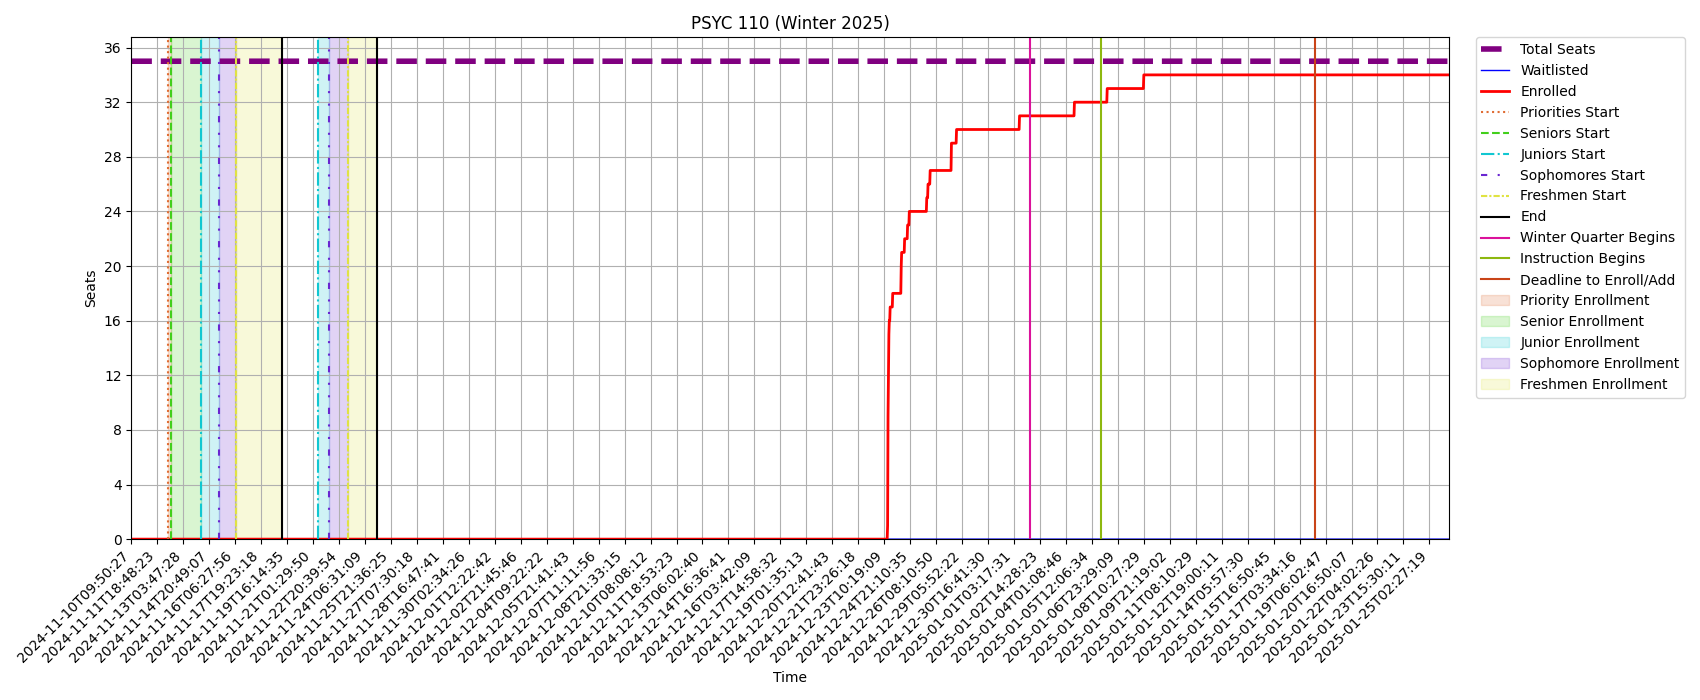 PSYC 110 (Winter 2025)
Seats
36
32
28
24
20
16
12
8
4
0
2024-11-10T09:50:27
2024-11-11T18:48:23
2024-11-13T03:47:28
2024-11-14T20:49:07
2024-11-16T06:27:56
2024-11-17T19:23:18
2024-11-19T16:14:35
2024-11-21T01:29:50
2024-11-22T20:39:54
2024-11-24T06:31:09
2024-11-25T21:36:25
2024-11-27T07:30:18
2024-11-28T16:47:41
2024-11-30T02:34:26
2024-12-01T12:22:42
2024-12-02T21:45:46
2024-12-04T09:22:22
2024-12-05T21:41:43
2024-12-07T11:11:56
2024-12-08T21:33:15
2024-12-10T08:08:12
2024-12-11T18:53:23
2024-12-13T06:02:40
2024-12-14T16:36:41
2024-12-17T03:42:09
2024-12-17T14:58:32
2024-12-19T01:35:13
2024-12-20T12:41:43
2024-12-21T23:26:18
2024-12-23T10:19:09
2024-12-24T21:10:35
2024-12-26T08:10:50
2024-12-29T05:52:22
2024-12-30T16:41:30
2025-01-01T03:17:31
2025-01-02T14:28:23
2025-01-04T01:08:46
2025-01-05T12:06:34
2025-01-06T23:29:09
2025-01-08T10:27:29
2025-01-09T21:19:02
2025-01-11T08:10:29
2025-01-12T19:00:11
2025-01-14T05:57:30
2025-01-15T16:50:45
2025-01-17T03:34:16
2025-01-19T06:02:47
2025-01-20T16:50:07
2025-01-22T04:02:26
2025-01-23T15:30:11
2025-01-25T02:27:19
Time
Total Seats
Waitlisted
Enrolled
Priorities Start
Seniors Start
Juniors Start
Sophomores Start
Freshmen Start
End
Winter Quarter Begins
Instruction Begins
Deadline to Enroll/Add
Priority Enrollment
Senior Enrollment
Junior Enrollment
Sophomore Enrollment
Freshmen Enrollment